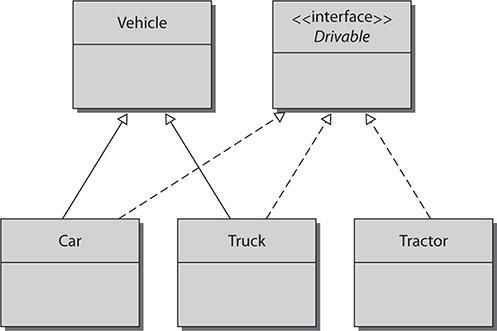 Vehicle
<<interface>>
Drivable
Car
Truck
Tractor